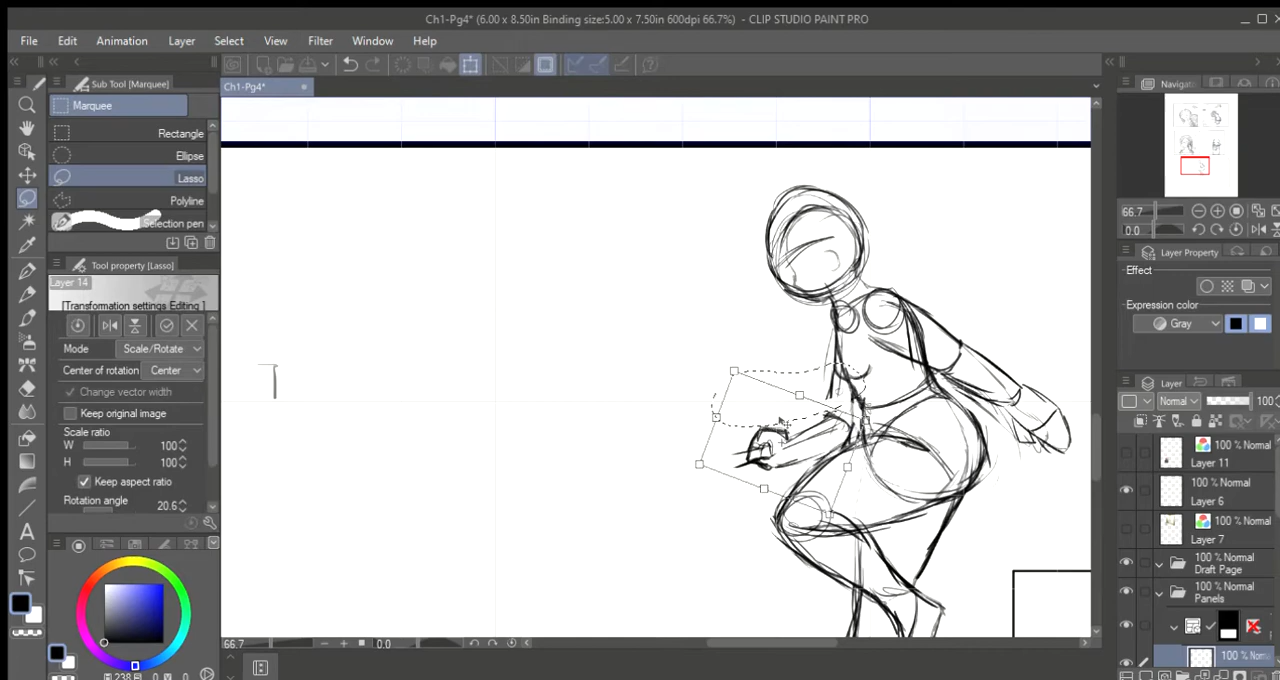 Ch1-Pg4* (6.00 x 8.50in Binding size:5.00 x 7.50in 600dpi 66.7%) - CLIP STUDIO PAINT PRO
File Edit Animation Layer Select View Filter Window Help
Sub Tool [Marquee]
Marquee
Rectangle
Ellipse
Lasso
Polyline
Selection pen
Tool property [Lasso]
Layer 14
[Transformation settings Editing ]
Mode Scale/Rotate
Center of rotation Center
Change vector width
Keep original image
Scale ratio
W 100
H 100
Keep aspect ratio
Rotation angle 20.6
Ch1-Pg4*
66.7 0.0
Navigat
66.7
0.0
Layer Property
Effect
Expression color
Gray
Layer
Normal 100
100 % Normal
Layer 11
100 % Normal
Layer 6
100 % Normal
Layer 7
100 % Normal
Draft Page
100 % Normal
Panels
100 % Norma